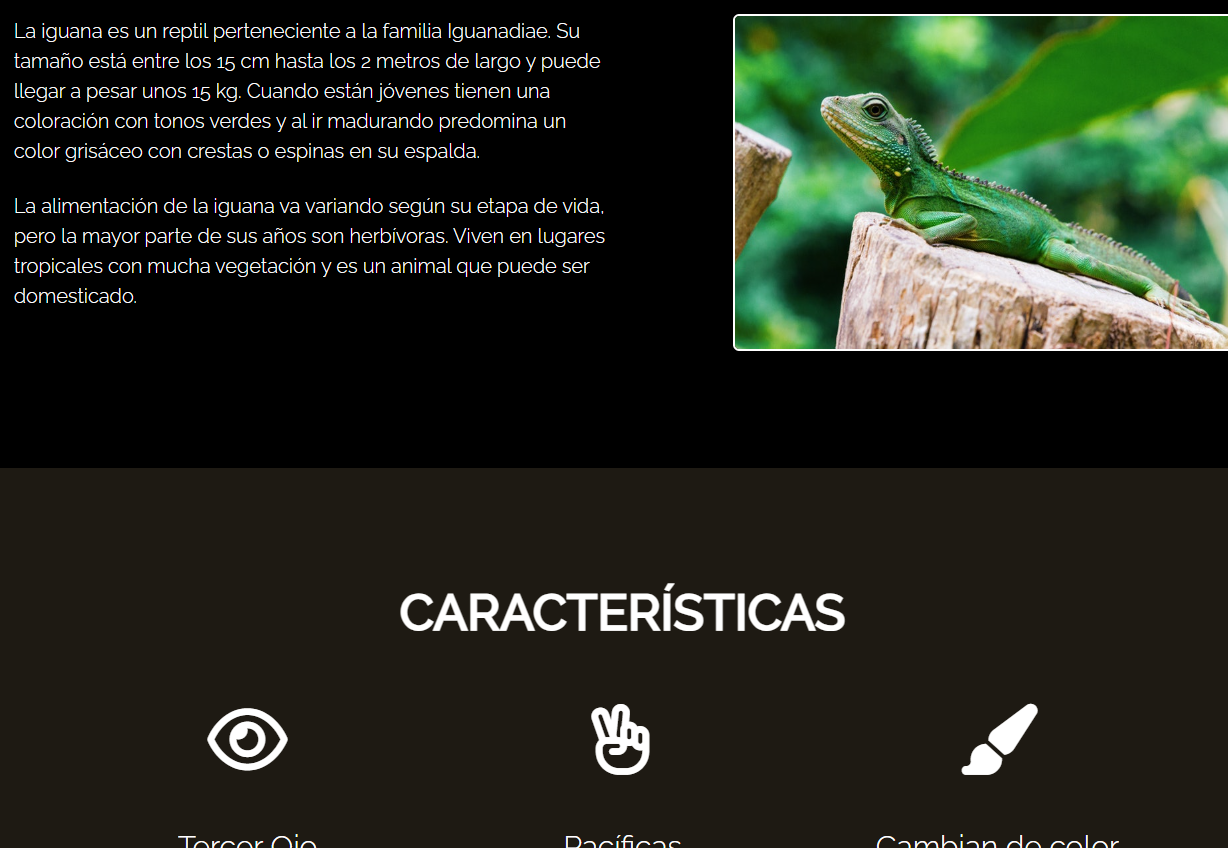 La iguana es un reptil perteneciente a la familia Iguanadiae. Su
tamaño está entre los 15 cm hasta los 2 metros de largo y puede
llegar a pesar unos 15 kg. Cuando están jóvenes tienen una
coloración con tonos verdes y al ir madurando predomina un
color grisáceo con crestas o espinas en su espalda.
La alimentación de la iguana va variando según su etapa de vida,
pero la mayor parte de sus años son herbívoras. Viven en lugares
tropicales con mucha vegetación y es un animal que puede ser
domesticado.
CARACTERÍSTICAS
Tercer Ojo
Pacíficas
Cambian de color